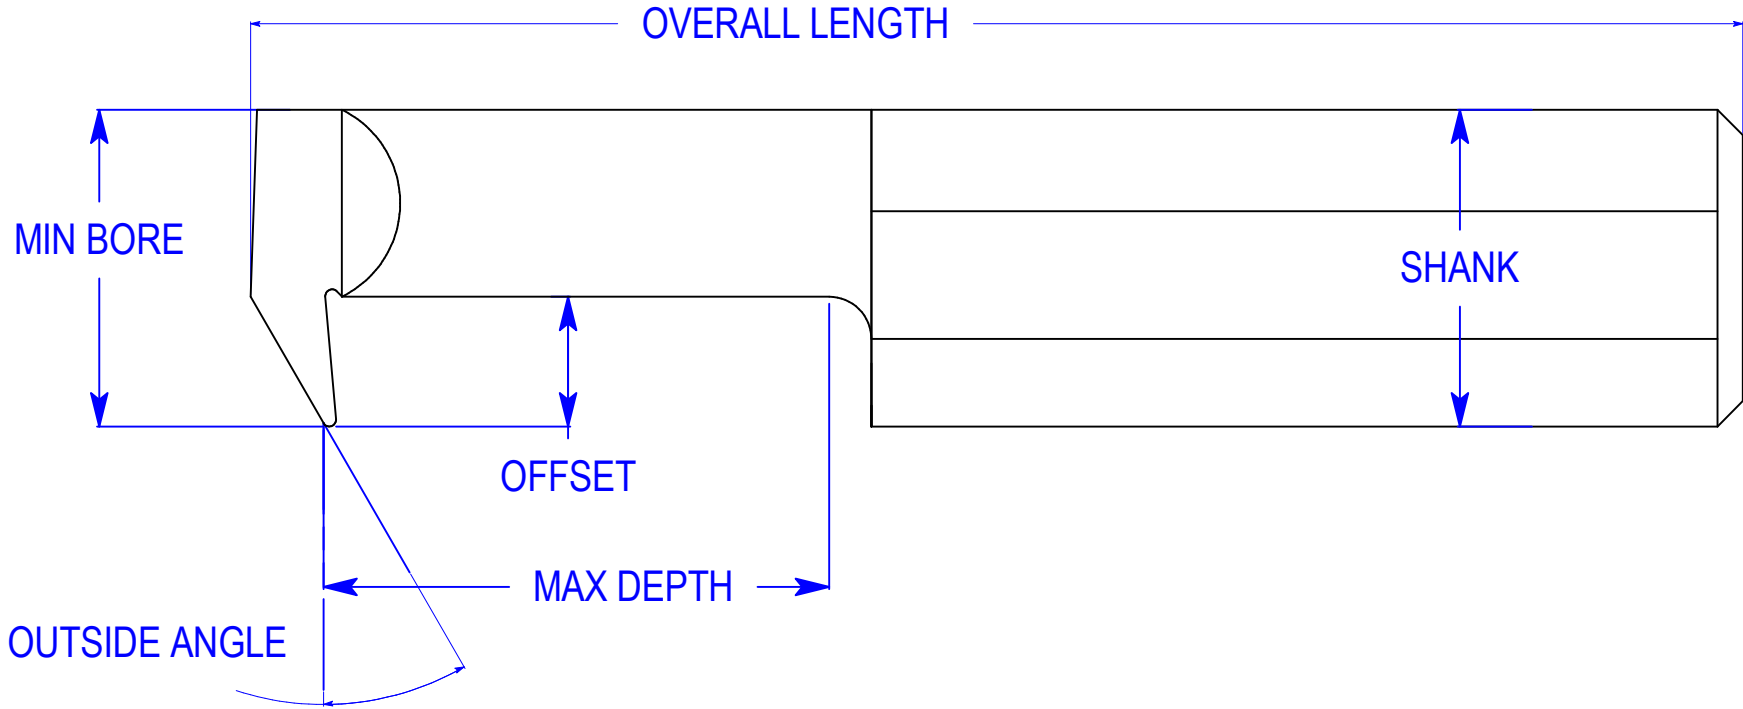 OVERALL LENGTH
MIN BORE
SHANK
OFFSET
MAX DEPTH
OUTSIDE ANGLE